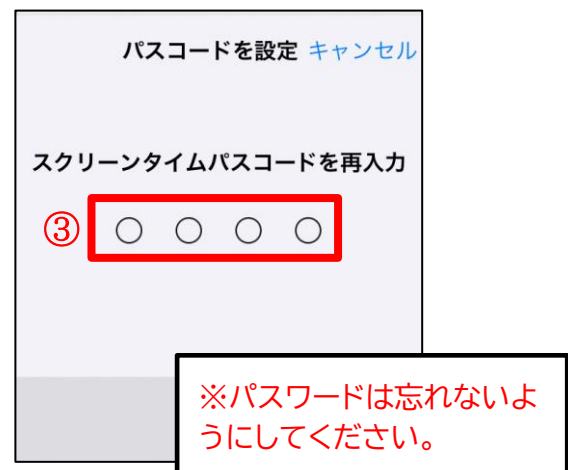 パスコードを設定 キャンセル
スクリーンタイムパスコードを再入力
③
※パスワードは忘れないよ
うにしてください。